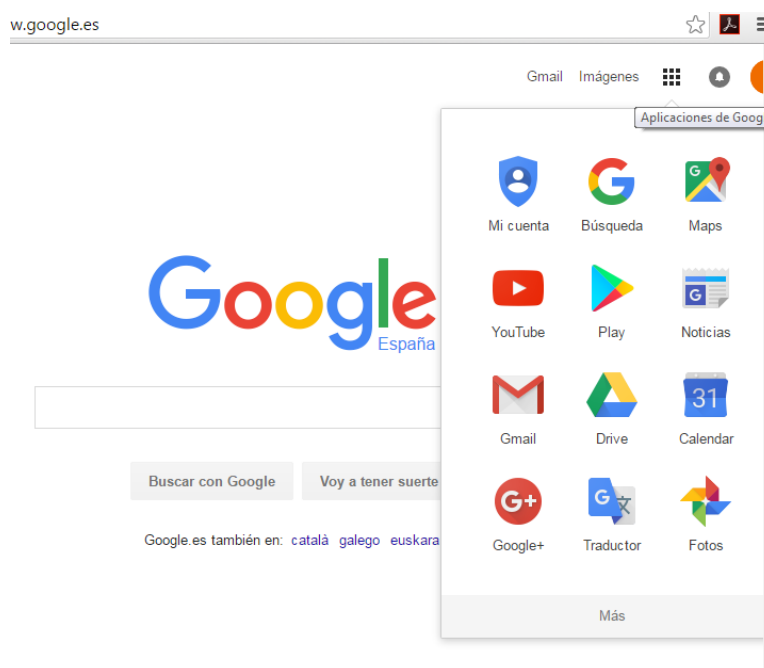 w.google.es
Gmail Imágenes
Aplicaciones de Goog
Mi cuenta Búsqueda Maps
YouTube Play Noticias
Google
España
31
Gmail Drive Calendar
Buscar con Google Voy a tener suerte
G+
G 文
Google+ Traductor Fotos
Google.es también en: català galego euskara
Más